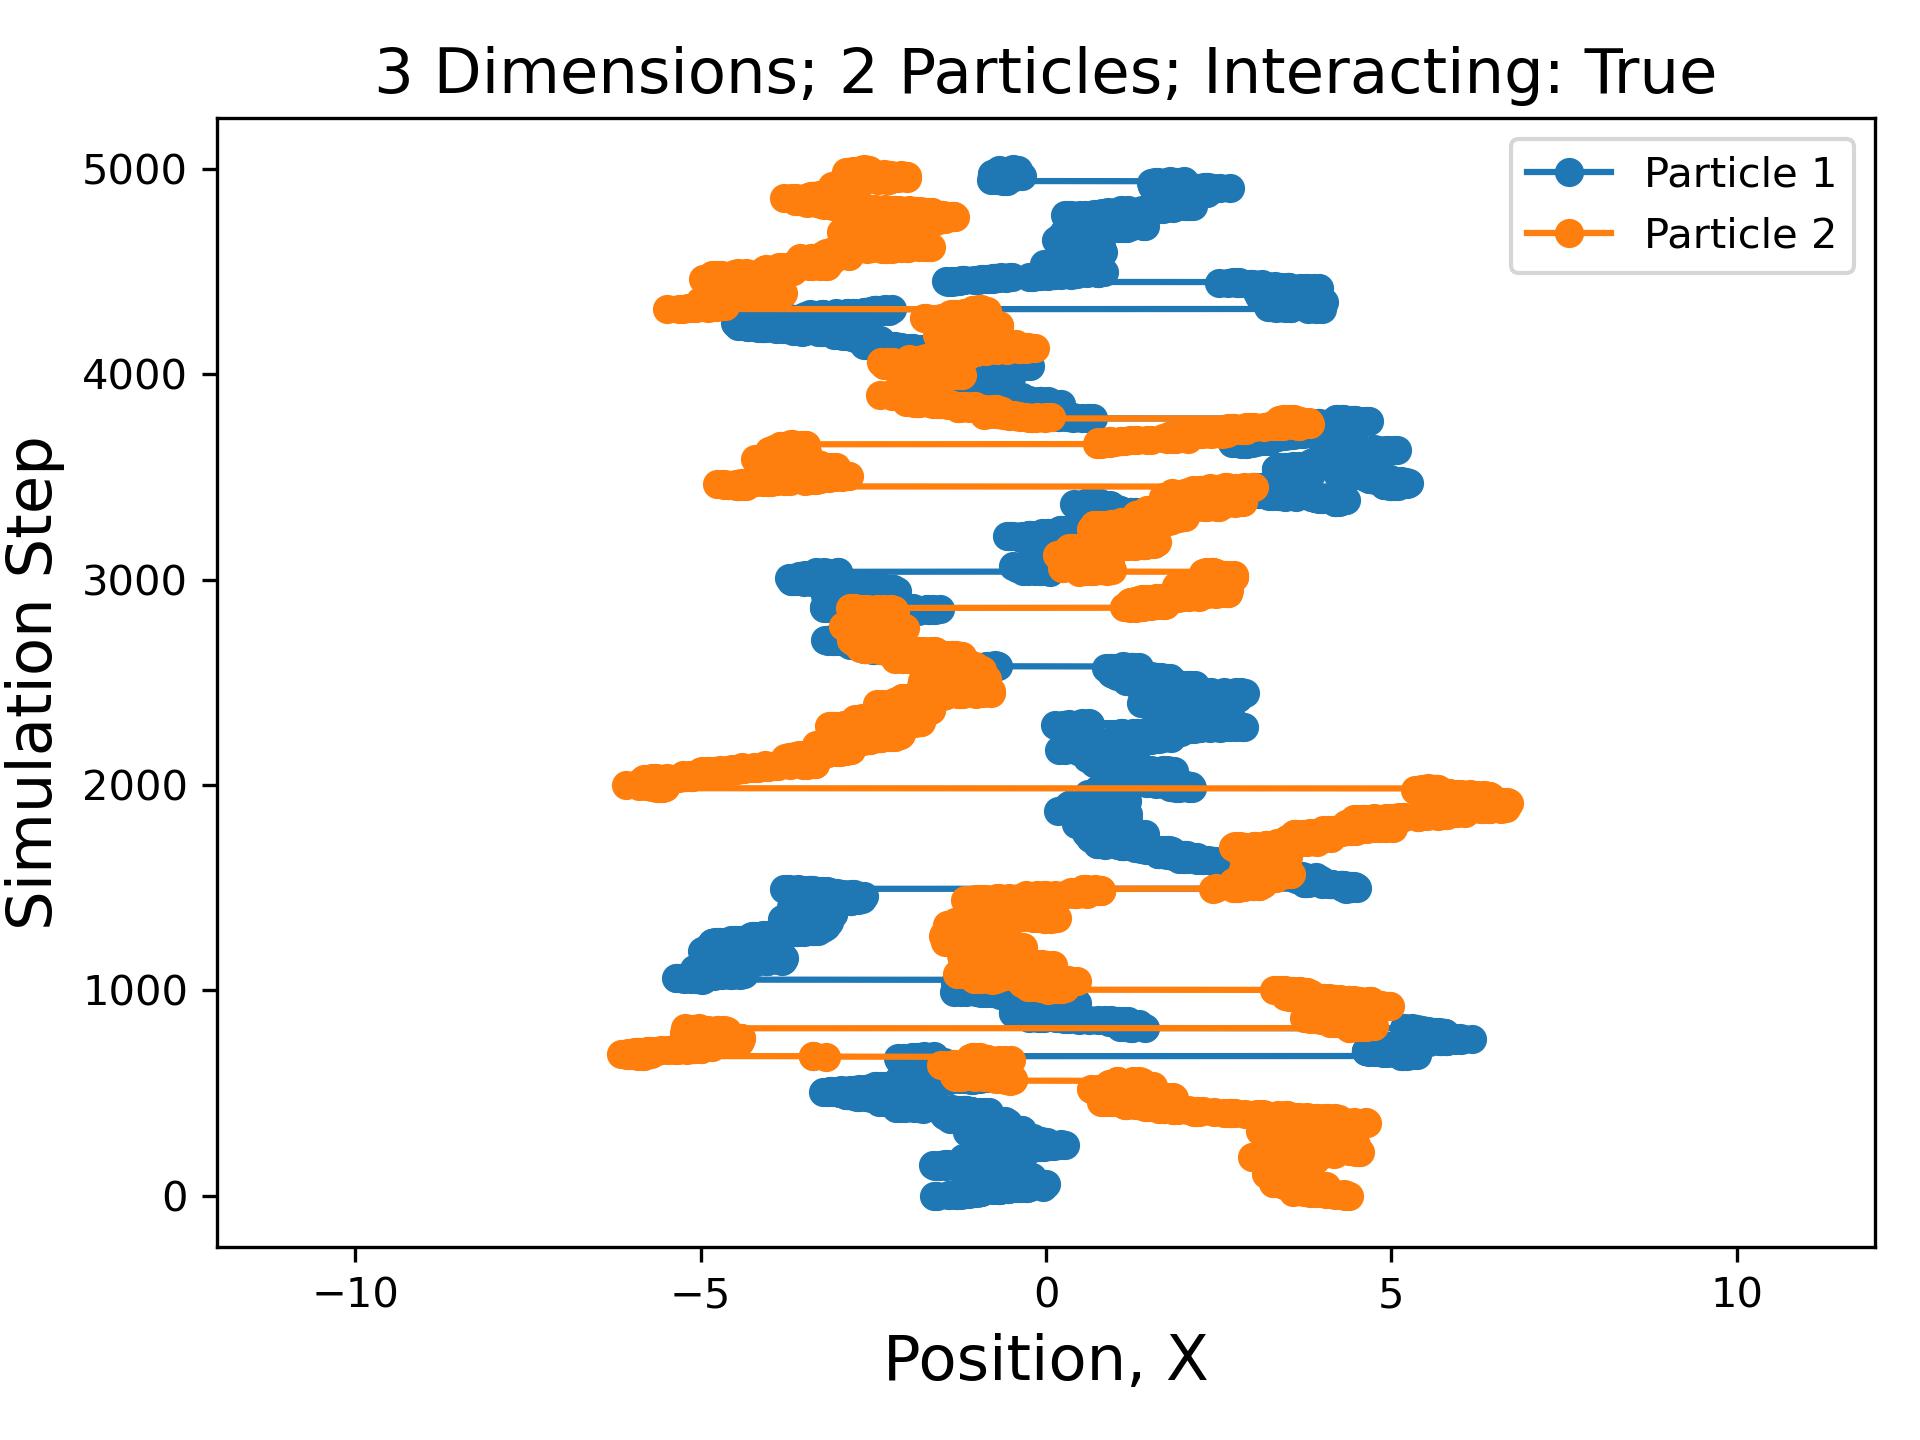 3 Dimensions; 2 Particles; Interacting: True
Particle 1
Particle 2
Simulation Step
5000
4000
3000
2000
1000
0
−10
−5
0
5
10
Position, X